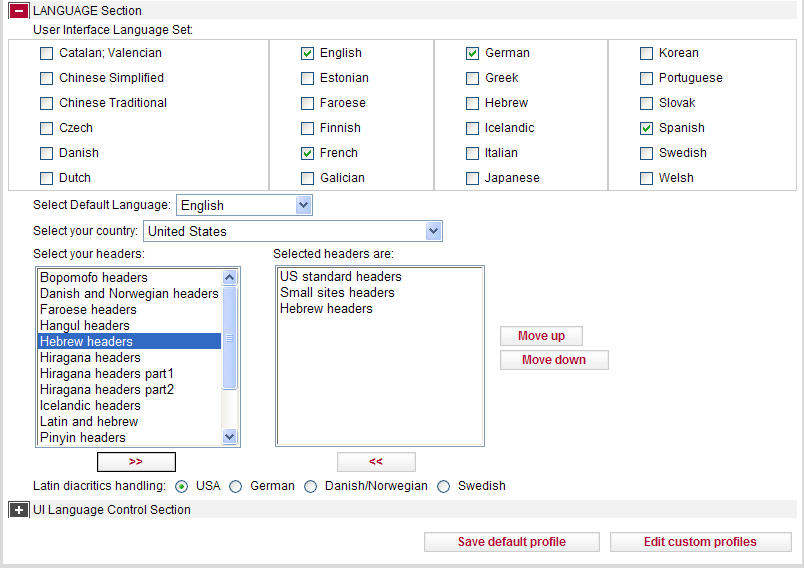 LANGUAGE Section
User Interface Language Set:
Catalan; Valencian English German Korean
Chinese Simplified Estonian Greek Portuguese
Chinese Traditional Faroese Hebrew Slovak
Czech Finnish Icelandic Spanish
Danish French Italian Swedish
Dutch Galician Japanese Welsh
Select Default Language: English
Select your country: United States
Select your headers: Selected headers are:
Bopomofo headers
Danish and Norwegian headers
Faroese headers
Hangul headers
Hebrew headers
Hiragana headers
Hiragana headers part1
Hiragana headers part2
Icelandic headers
Latin and hebrew
Pinyin headers
US standard headers
Small sites headers
Hebrew headers
Move up
Move down
>> <<
Latin diacritics handling: USA German Danish/Norwegian Swedish
UI Language Control Section
Save default profile Edit custom profiles